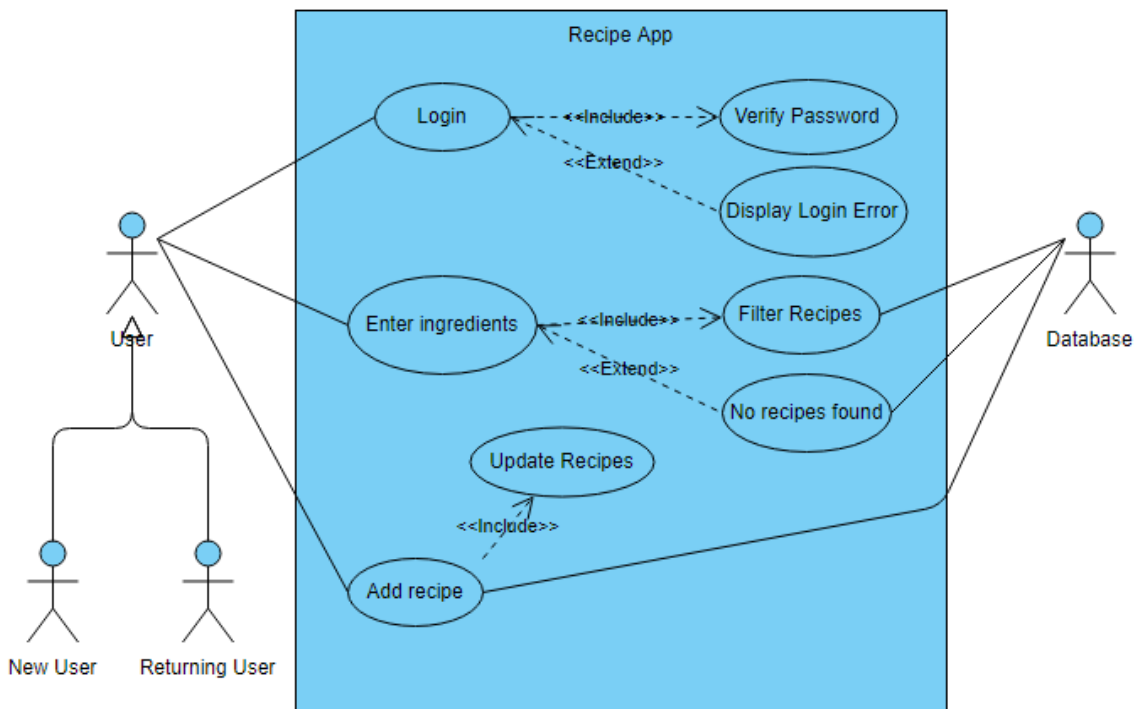 Recipe App
Login
<<Include>>
Verify Password
<<Extend>>
Display Login Error
User
Enter ingredients
<<Include>>
Filter Recipes
Database
<<Extend>>
No recipes found
Update Recipes
<<Include>>
Add recipe
New User
Returning User